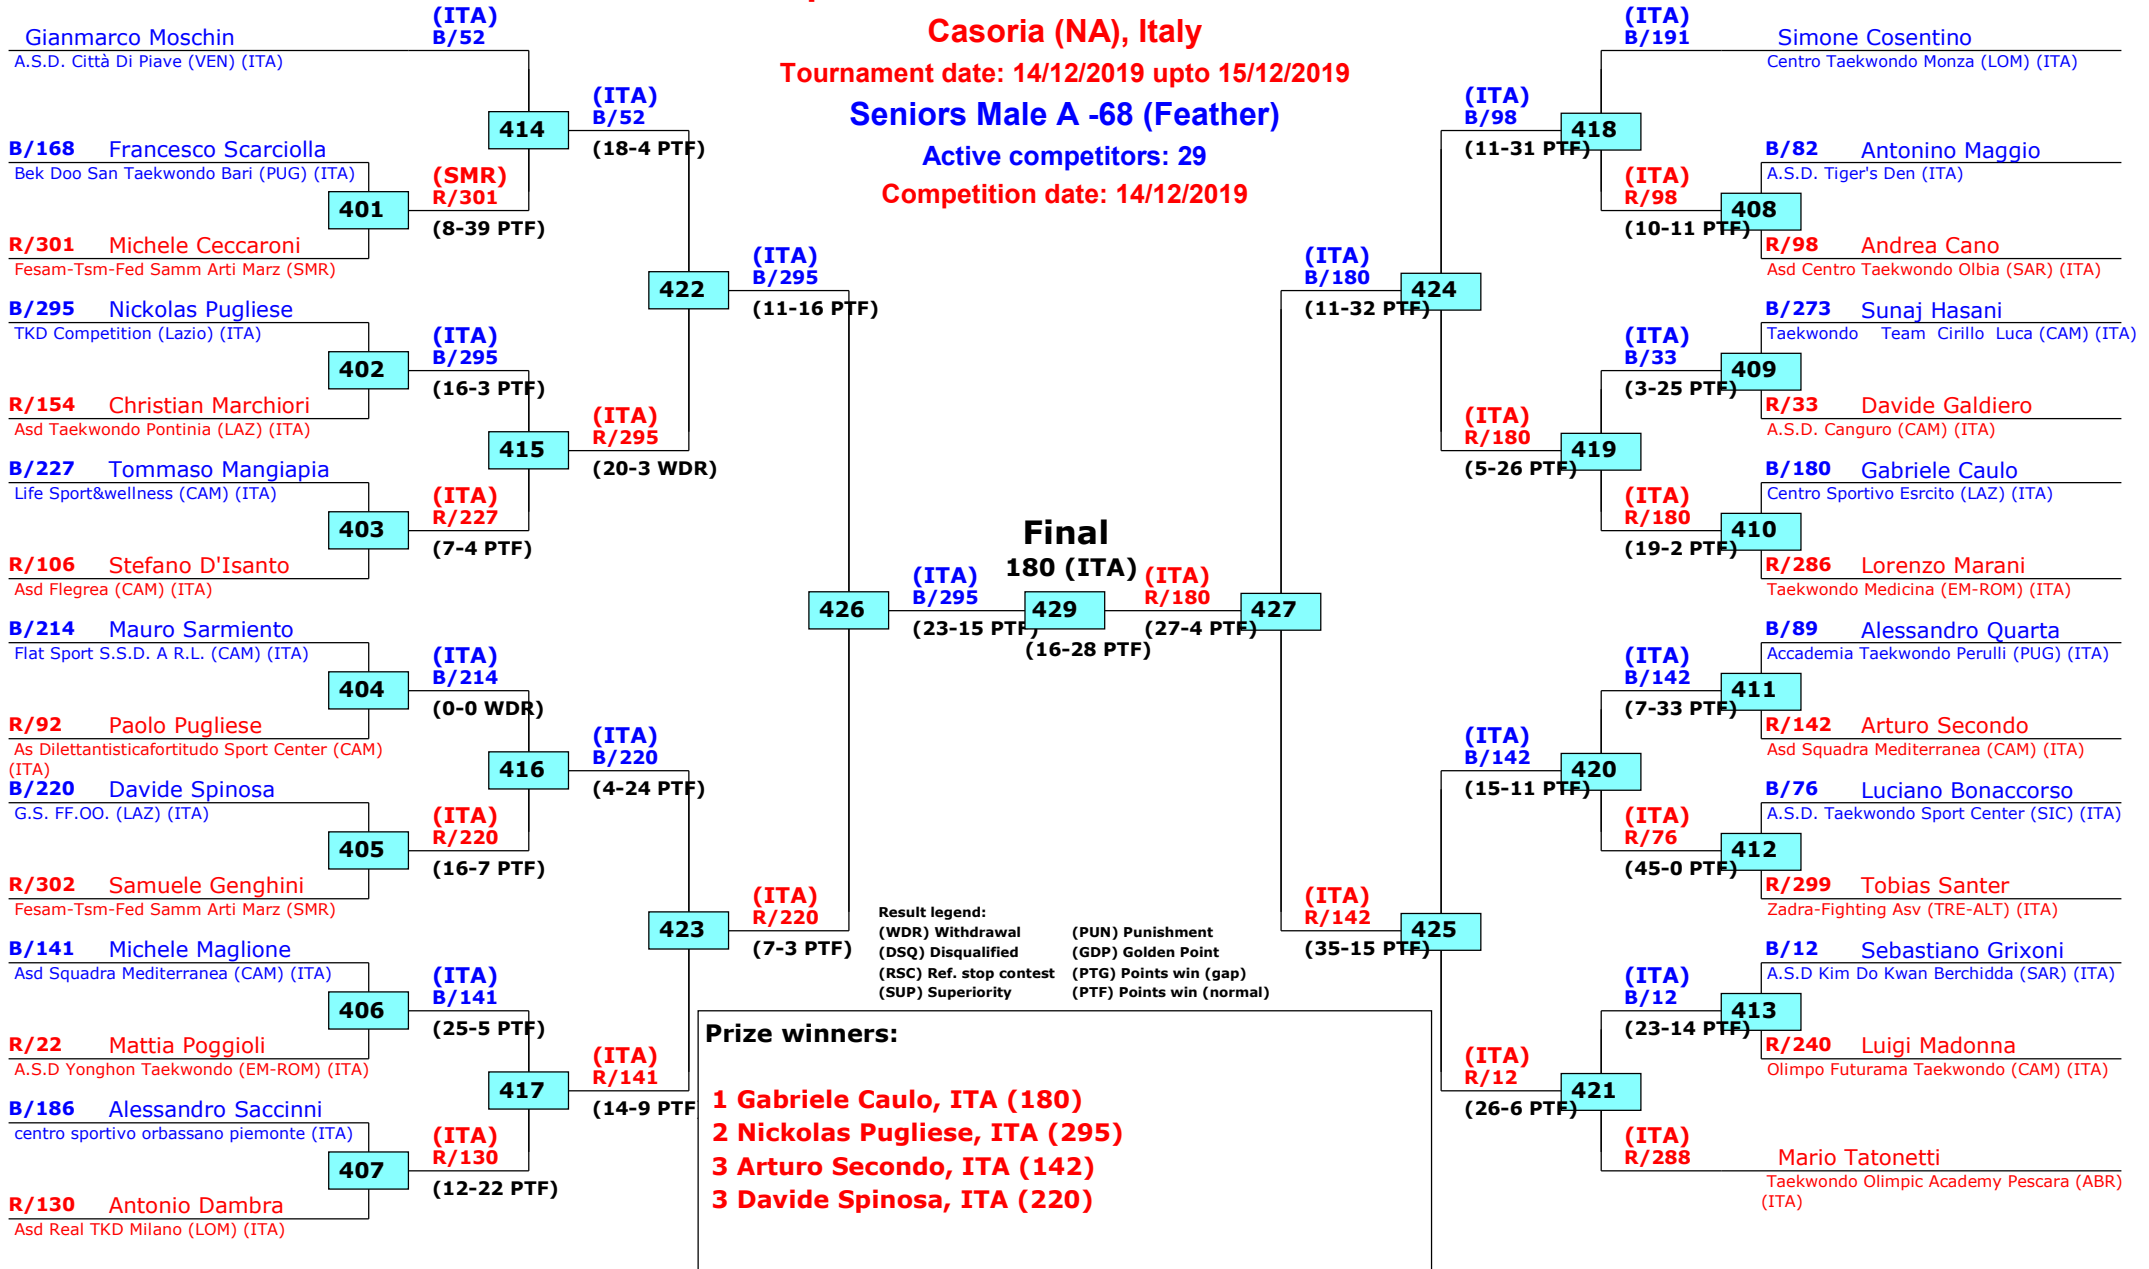 Casoria (NA), Italy
Tournament date: 14/12/2019 upto 15/12/2019
Seniors Male A -68 (Feather)
Active competitors: 29
Competition date: 14/12/2019
Gianmarco Moschin
A.S.D. Città Di Piave (VEN) (ITA)
(ITA)
B/52
B/168 Francesco Scarciolla
Bek Doo San Taekwondo Bari (PUG) (ITA)
401
(SMR)
R/301
(8-39 PTF)
R/301 Michele Ceccaroni
Fesam-Tsm-Fed Samm Arti Marz (SMR)
414
(ITA)
B/52
(18-4 PTF)
B/295 Nickolas Pugliese
TKD Competition (Lazio) (ITA)
402
(ITA)
B/295
(16-3 PTF)
R/154 Christian Marchiori
Asd Taekwondo Pontinia (LAZ) (ITA)
415
(ITA)
R/295
(20-3 WDR)
B/227 Tommaso Mangiapia
Life Sport&wellness (CAM) (ITA)
403
(ITA)
R/227
(7-4 PTF)
R/106 Stefano D'Isanto
Asd Flegrea (CAM) (ITA)
422
(ITA)
B/295
(11-16 PTF)
B/214 Mauro Sarmiento
Flat Sport S.S.D. A R.L. (CAM) (ITA)
404
(ITA)
B/214
(0-0 WDR)
R/92 Paolo Pugliese
As Dilettantisticafortitudo Sport Center (CAM)
(ITA)
416
(ITA)
B/220
(4-24 PTF)
B/220 Davide Spinosa
G.S. FF.OO. (LAZ) (ITA)
405
(ITA)
R/220
(16-7 PTF)
R/302 Samuele Genghini
Fesam-Tsm-Fed Samm Arti Marz (SMR)
423
(ITA)
R/220
(7-3 PTF)
B/141 Michele Maglione
Asd Squadra Mediterranea (CAM) (ITA)
406
(ITA)
B/141
(25-5 PTF)
R/22 Mattia Poggioli
A.S.D Yonghon Taekwondo (EM-ROM) (ITA)
417
(ITA)
R/141
(14-9 PTF
B/186 Alessandro Saccinni
centro sportivo orbassano piemonte (ITA)
407
(ITA)
R/130
(12-22 PTF)
R/130 Antonio Dambra
Asd Real TKD Milano (LOM) (ITA)
426
(ITA)
B/295
(23-15 PTF)
Final
180 (ITA)
429
(16-28 PTF)
(ITA)
R/180
(27-4 PTF)
427
(ITA)
B/191
Simone Cosentino
Centro Taekwondo Monza (LOM) (ITA)
418
(ITA)
B/98
(11-31 PTF)
B/82 Antonino Maggio
A.S.D. Tiger's Den (ITA)
408
(ITA)
R/98
(10-11 PTF)
R/98 Andrea Cano
Asd Centro Taekwondo Olbia (SAR) (ITA)
424
(ITA)
B/180
(11-32 PTF)
B/273 Sunaj Hasani
Taekwondo Team Cirillo Luca (CAM) (ITA)
409
(ITA)
B/33
(3-25 PTF)
R/33 Davide Galdiero
A.S.D. Canguro (CAM) (ITA)
419
(ITA)
R/180
(5-26 PTF)
B/180 Gabriele Caulo
Centro Sportivo Esrcito (LAZ) (ITA)
410
(ITA)
R/180
(19-2 PTF)
R/286 Lorenzo Marani
Taekwondo Medicina (EM-ROM) (ITA)
B/89 Alessandro Quarta
Accademia Taekwondo Perulli (PUG) (ITA)
411
(ITA)
B/142
(7-33 PTF)
R/142 Arturo Secondo
Asd Squadra Mediterranea (CAM) (ITA)
420
(ITA)
B/142
(15-11 PTF)
B/76 Luciano Bonaccorso
A.S.D. Taekwondo Sport Center (SIC) (ITA)
412
(ITA)
R/76
(45-0 PTF)
R/299 Tobias Santer
Zadra-Fighting Asv (TRE-ALT) (ITA)
425
(ITA)
R/142
(35-15 PTF)
B/12 Sebastiano Grixoni
A.S.D Kim Do Kwan Berchidda (SAR) (ITA)
413
(ITA)
B/12
(23-14 PTF)
R/240 Luigi Madonna
Olimpo Futurama Taekwondo (CAM) (ITA)
421
(ITA)
R/12
(26-6 PTF)
(ITA)
R/288
Mario Tatonetti
Taekwondo Olimpic Academy Pescara (ABR)
(ITA)
Result legend:
(WDR) Withdrawal (PUN) Punishment
(DSQ) Disqualified (GDP) Golden Point
(RSC) Ref. stop contest (PTG) Points win (gap)
(SUP) Superiority (PTF) Points win (normal)
Prize winners:
1 Gabriele Caulo, ITA (180)
2 Nickolas Pugliese, ITA (295)
3 Arturo Secondo, ITA (142)
3 Davide Spinosa, ITA (220)